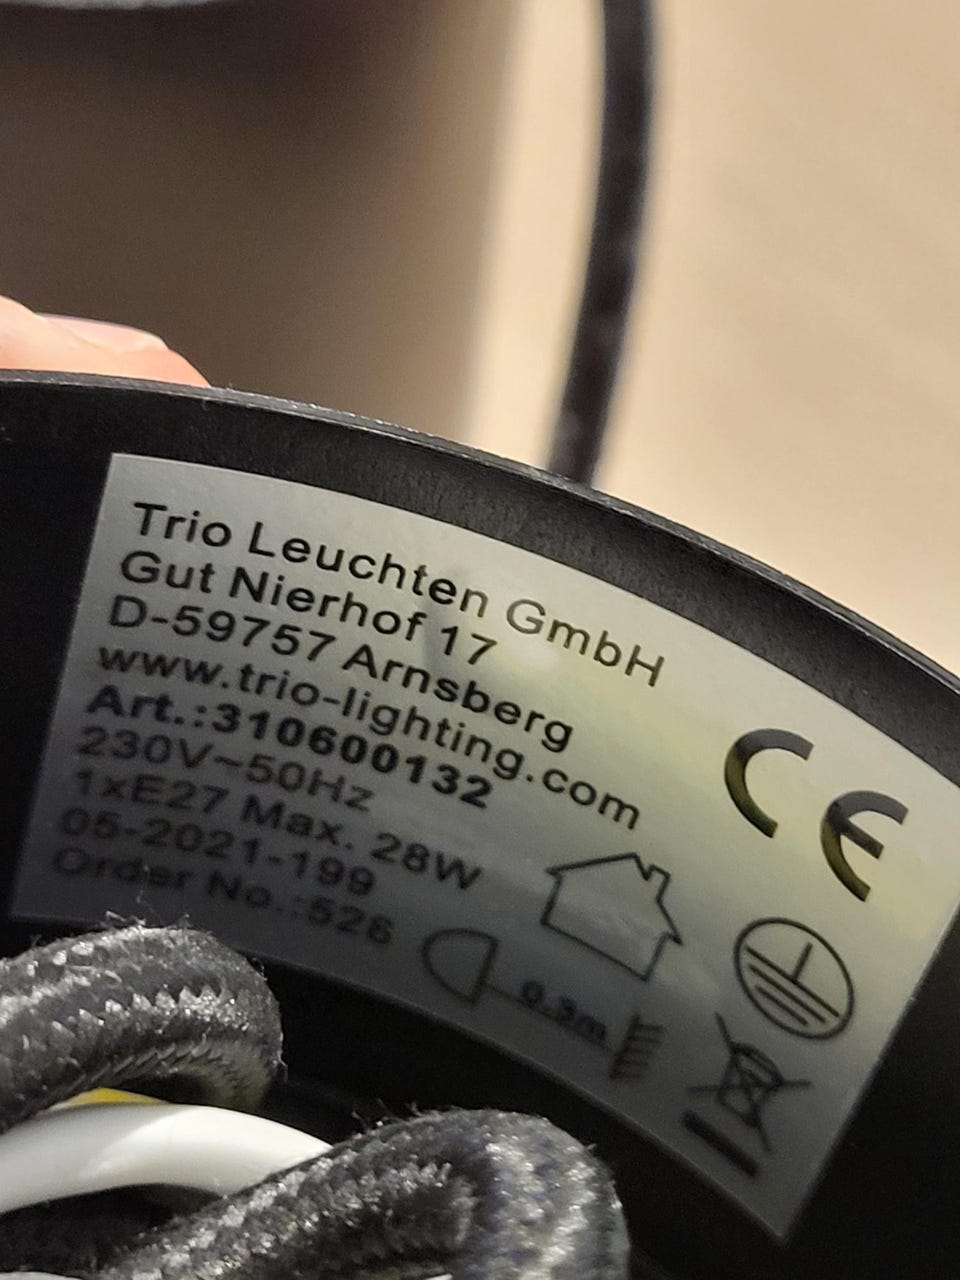 Trio Leuchten GmbH
Gut Nierhof 17
D-59757 Arnsberg
www.trio-lighting.com
Art.:310600132
230V~50Hz
1xE27 Max. 28W
05-2021-199
Order No.:526
CE
0.3m